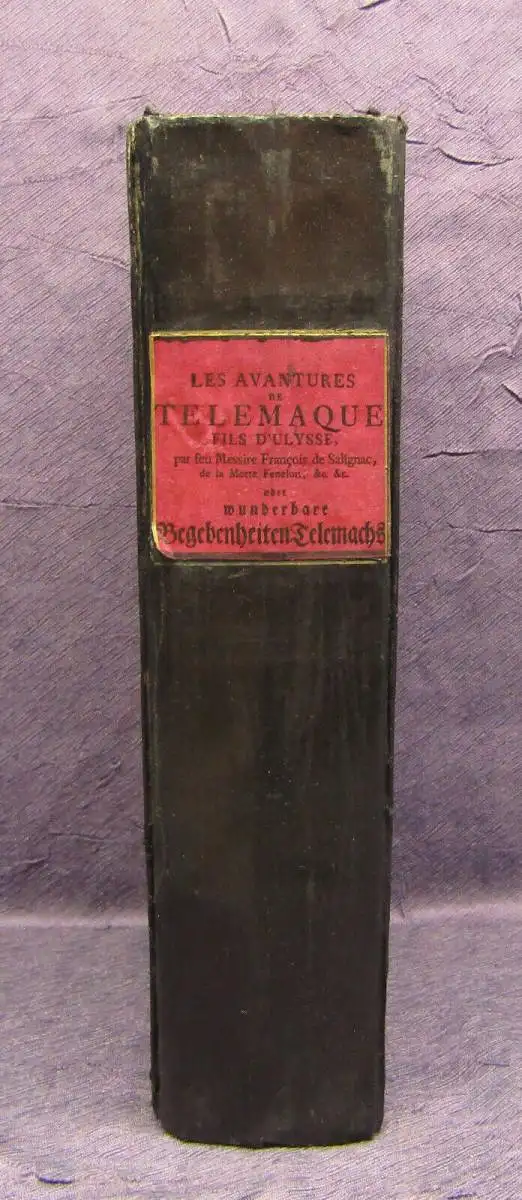 LES AVANTURES
DE
TELEMAQUE
FILS D'ULYSSE,
par feu Messire François de Salignac,
de la Motte Fenelon, &c. &c.
oder
wunderbare
Begebenheiten Telemachs